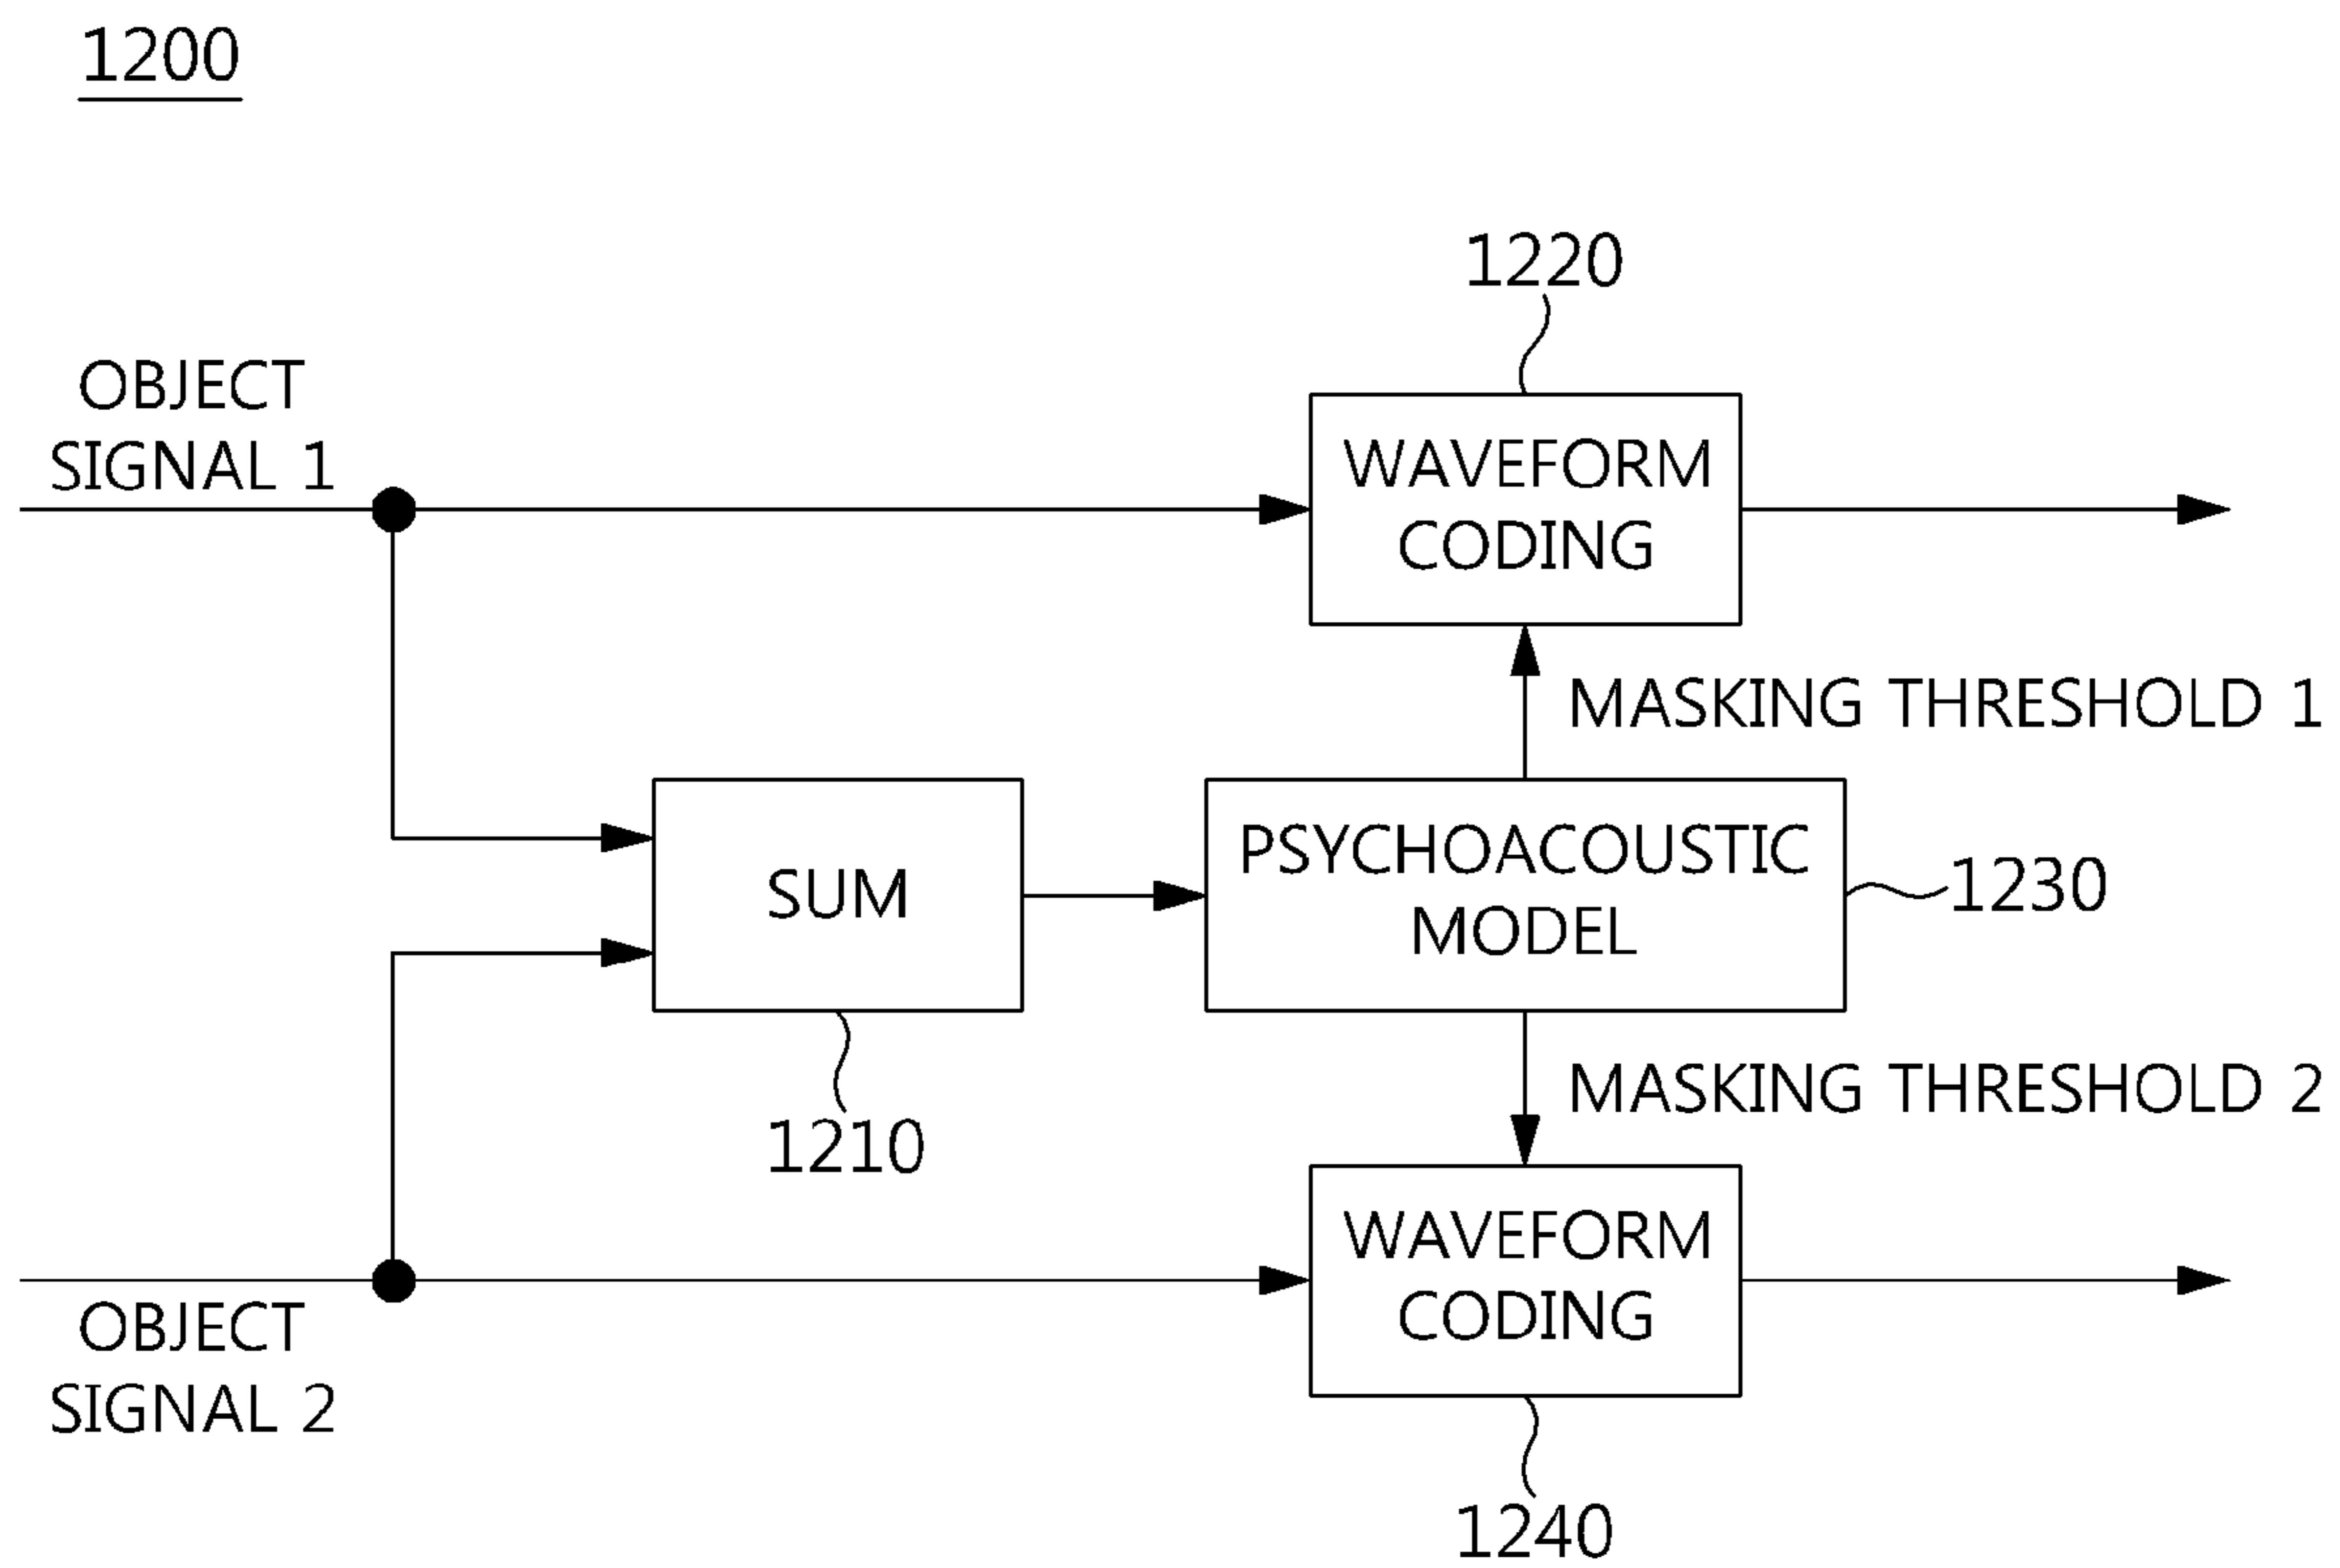 1200
1220
OBJECT
SIGNAL 1
WAVEFORM
CODING
MASKING THRESHOLD 1
SUM
PSYCHOACOUSTIC
MODEL
1230
1210
MASKING THRESHOLD 2
WAVEFORM
CODING
OBJECT
SIGNAL 2
1240